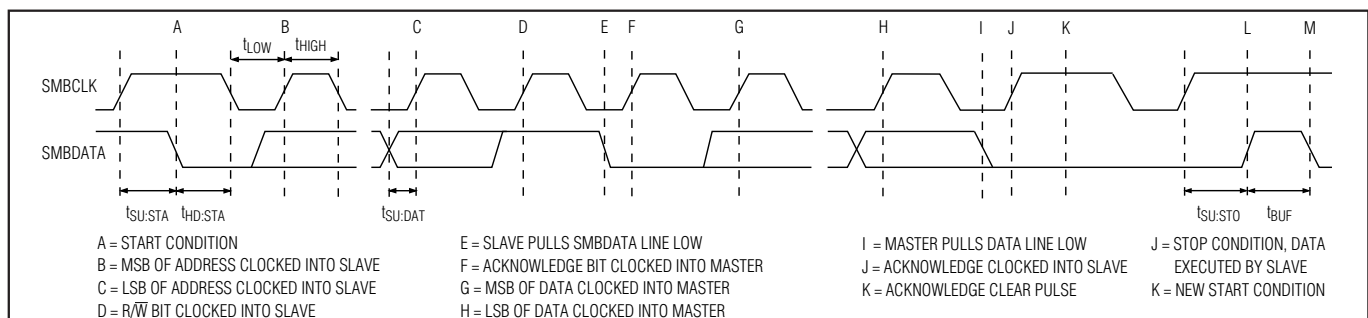 A B C D E F G H I J K L M
tLOW tHIGH
SMBCLK
SMBDATA
tSU:STA tHD:STA tSU:DAT tSU:STO tBUF
A = START CONDITION
B = MSB OF ADDRESS CLOCKED INTO SLAVE
C = LSB OF ADDRESS CLOCKED INTO SLAVE
D = R/W̅ BIT CLOCKED INTO SLAVE
E = SLAVE PULLS SMBDATA LINE LOW
F = ACKNOWLEDGE BIT CLOCKED INTO MASTER
G = MSB OF DATA CLOCKED INTO MASTER
H = LSB OF DATA CLOCKED INTO MASTER
I = MASTER PULLS DATA LINE LOW
J = ACKNOWLEDGE CLOCKED INTO SLAVE
K = ACKNOWLEDGE CLEAR PULSE
J = STOP CONDITION, DATA
EXECUTED BY SLAVE
K = NEW START CONDITION